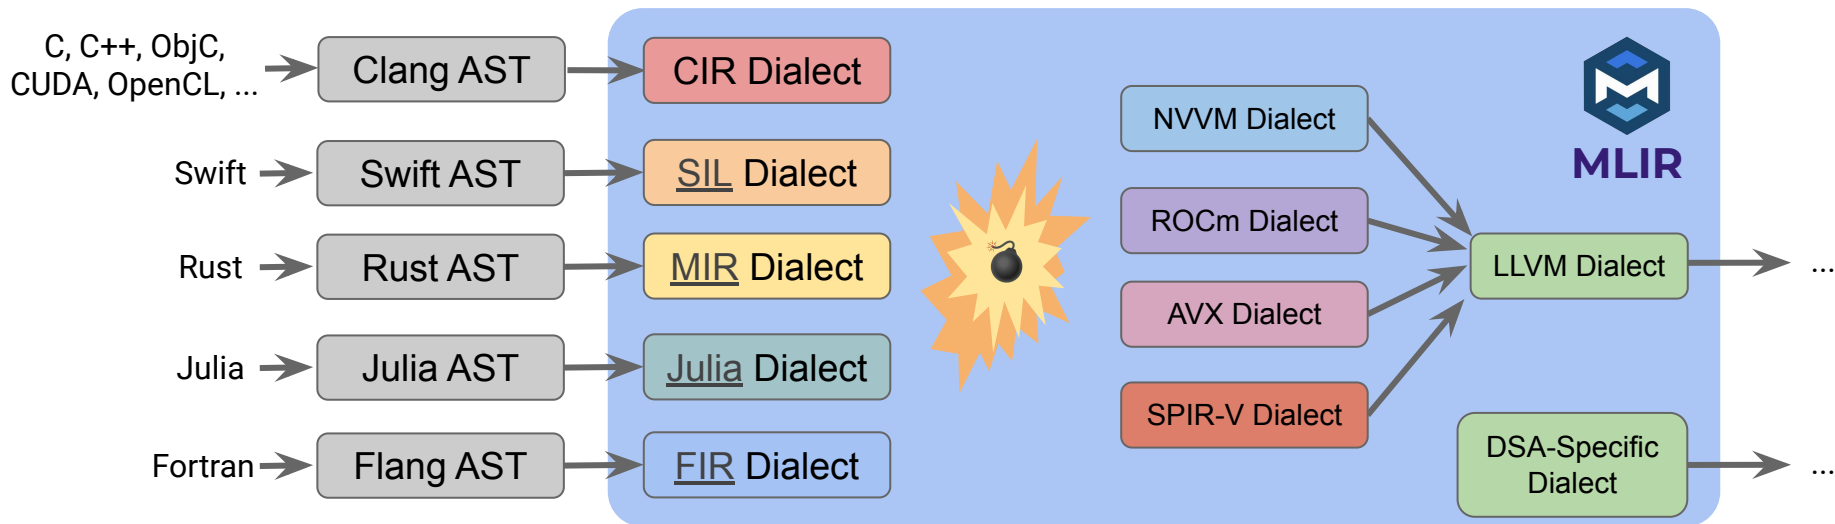 C, C++, ObjC,
CUDA, OpenCL, ...
Clang AST
CIR Dialect
Swift
Swift AST
SIL Dialect
Rust
Rust AST
MIR Dialect
Julia
Julia AST
Julia Dialect
Fortran
Flang AST
FIR Dialect
NVVM Dialect
ROCm Dialect
AVX Dialect
SPIR-V Dialect
MLIR
LLVM Dialect
...
DSA-Specific
Dialect
...